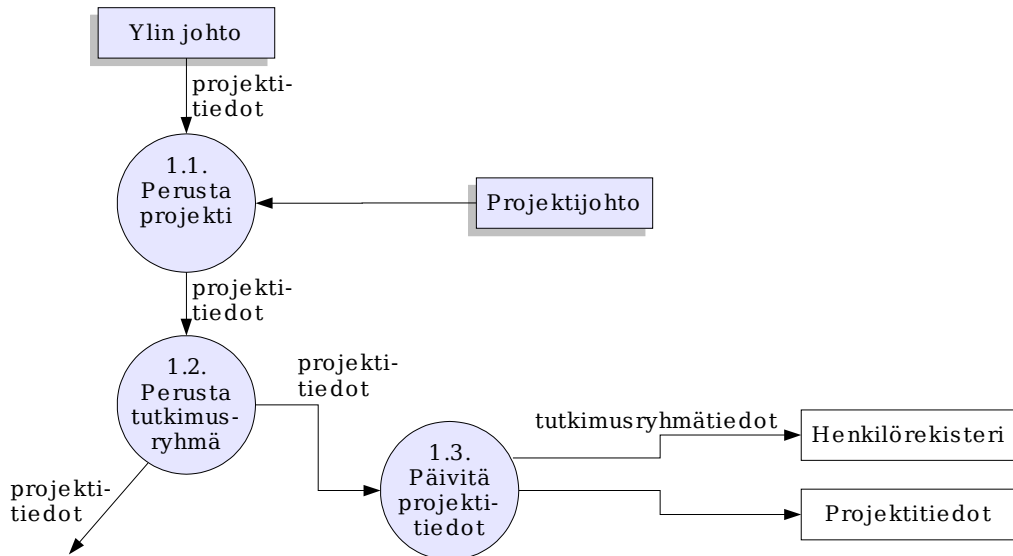 Ylin johto
projekti-
tiedot
1.1.
Perusta
projekti
Projektijohto
projekti-
tiedot
1.2.
Perusta
tutkimus-
ryhmä
projekti-
tiedot
tutkimusryhmätiedot
Henkilörekisteri
1.3.
Päivitä
projekti-
tiedot
projekti-
tiedot
Projektitiedot